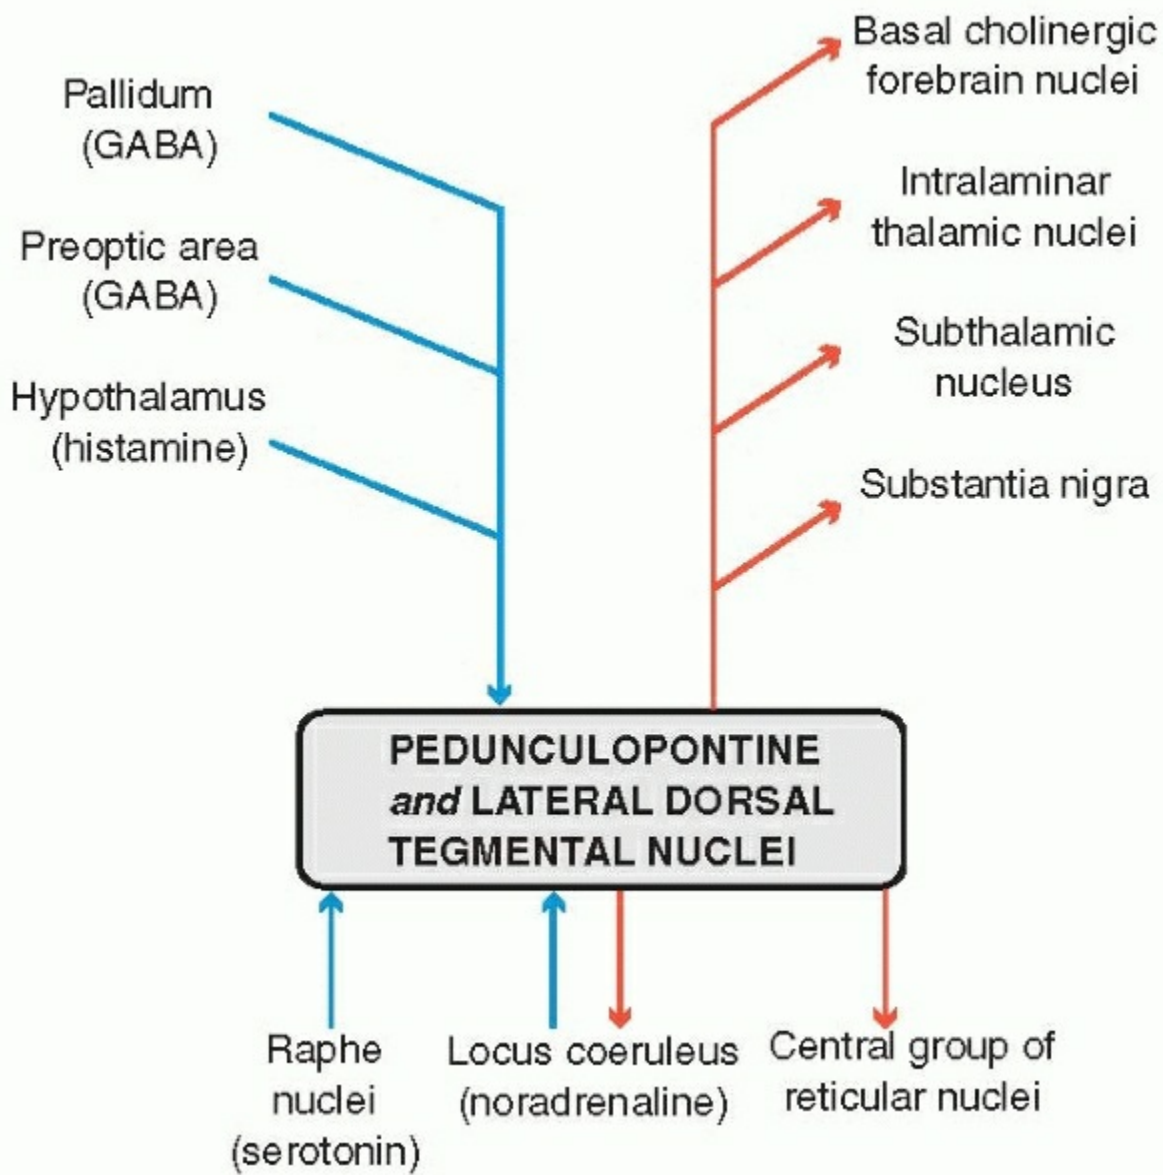 Pallidum
(GABA)
Preoptic area
(GABA)
Hypothalamus
(histamine)
Basal cholinergic
forebrain nuclei
Intralaminar
thalamic nuclei
Subthalamic
nucleus
Substantia nigra
PEDUNCULOPONTINE
and LATERAL DORSAL
TEGMENTAL NUCLEI
Raphe
nuclei
(serotonin)
Locus coeruleus
(noradrenaline)
Central group of
reticular nuclei